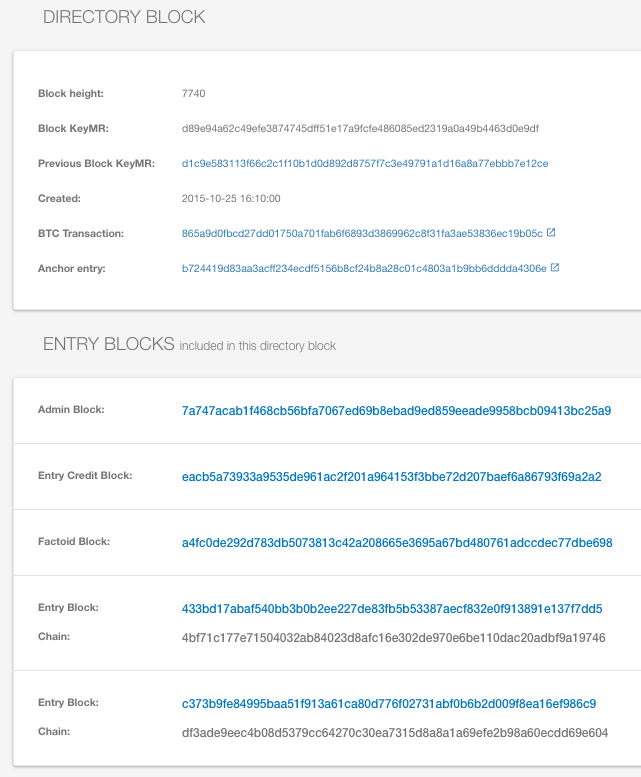 DIRECTORY BLOCK
Block height: 7740
Block KeyMR: d89e94a62c49efe3874745dff51e17a9fcfe486085ed2319a0a49b4463d0e9df
Previous Block KeyMR: d1c9e583113f66c2c1f10b1d0d892d8757f7c3e49791a1d16a8a77ebbb7e12ce
Created: 2015-10-25 16:10:00
BTC Transaction: 865a9d0fbcd27dd01750a701fab6f6893d3869962c8f31fa3ae53836ec19b05c
Anchor entry: b724419d83aa3acff234ecdf5156b8cf24b8a28c01c4803a1b9bb6dddda4306e
ENTRY BLOCKS included in this directory block
Admin Block: 7a747acab1f468cb56bfa7067ed69b8ebad9ed859eeade9958bcb09413bc25a9
Entry Credit Block: eacb5a73933a9535de961ac2f201a964153f3bbe72d207baef6a86793f69a2a2
Factoid Block: a4fc0de292d783db5073813c42a208665e3695a67bd480761adccdec77dbe698
Entry Block: 433bd17abaf540bb3b0b2ee227de83fb5b53387aecf832e0f913891e137f7dd5
Chain: 4bf71c177e71504032ab84023d8afc16e302de970e6be110dac20adbf9a19746
Entry Block: c373b9fe84995baa51f913a61ca80d776f02731abf0b6b2d009f8ea16ef986c9
Chain: df3ade9eec4b08d5379cc64270c30ea7315d8a8a1a69efe2b98a60ecdd69e604